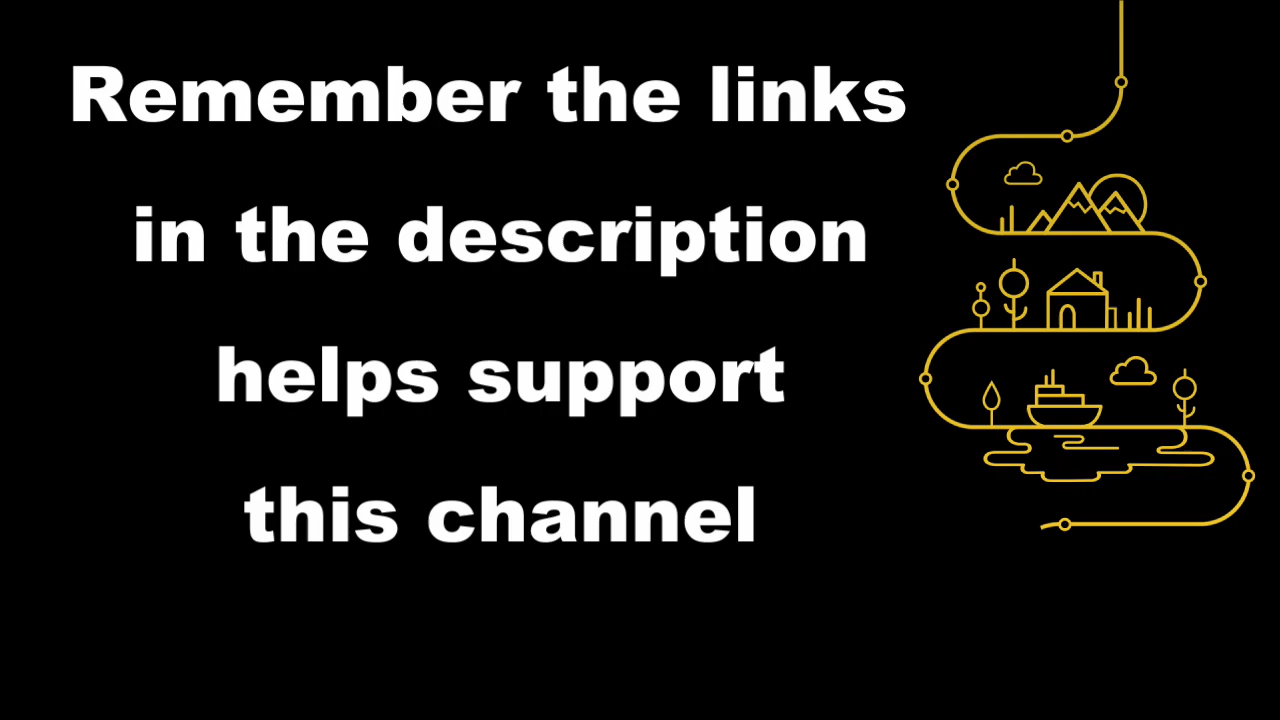 Remember the links
in the description
helps support
this channel